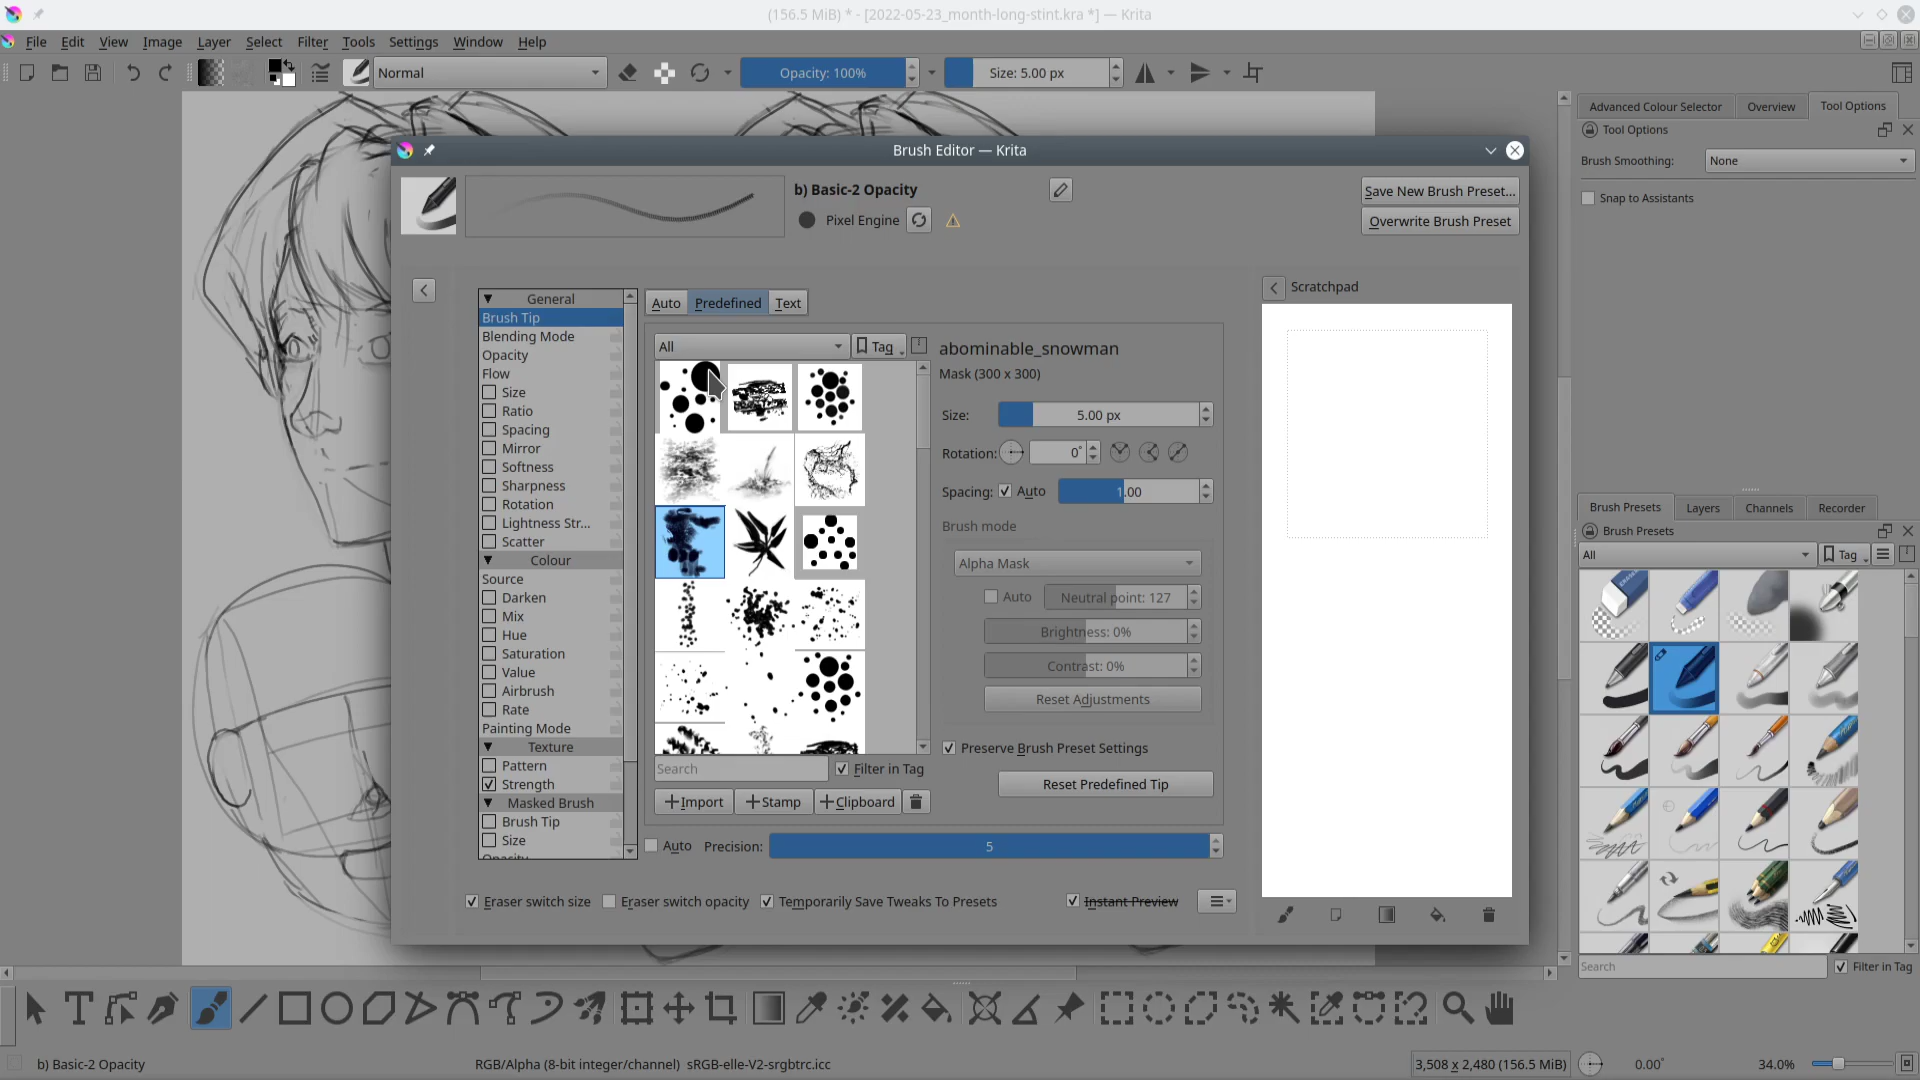 (156.5 MiB) * - [2022-05-23_month-long-stint.kra *] — Krita
File Edit View Image Layer Select Filter Tools Settings Window Help
Normal
Opacity: 100%
Size: 5.00 px
Advanced Colour Selector Overview Tool Options
Tool Options
Brush Smoothing: None
Snap to Assistants
Brush Editor — Krita
b) Basic-2 Opacity
Pixel Engine
Save New Brush Preset...
Overwrite Brush Preset
General
Brush Tip
Blending Mode
Opacity
Flow
Size
Ratio
Spacing
Mirror
Softness
Sharpness
Rotation
Lightness Str...
Scatter
Colour
Source
Darken
Mix
Hue
Saturation
Value
Airbrush
Rate
Painting Mode
Texture
Pattern
Strength
Masked Brush
Brush Tip
Size
Opacity
Auto Predefined Text
All
Tag
Search
Filter in Tag
Import
Stamp
Clipboard
abominable_snowman
Mask (300 x 300)
Size: 5.00 px
Rotation: 0°
Spacing: Auto 1.00
Brush mode
Alpha Mask
Auto Neutral point: 127
Brightness: 0%
Contrast: 0%
Reset Adjustments
Preserve Brush Preset Settings
Reset Predefined Tip
Auto Precision: 5
Eraser switch size Eraser switch opacity Temporarily Save Tweaks To Presets Instant Preview
Scratchpad
Brush Presets Layers Channels Recorder
Brush Presets
All
Tag
Search
Filter in Tag
b) Basic-2 Opacity
RGB/Alpha (8-bit integer/channel) sRGB-elle-V2-srgbtrc.icc
3,508 x 2,480 (156.5 MiB)
0.00°
34.0%